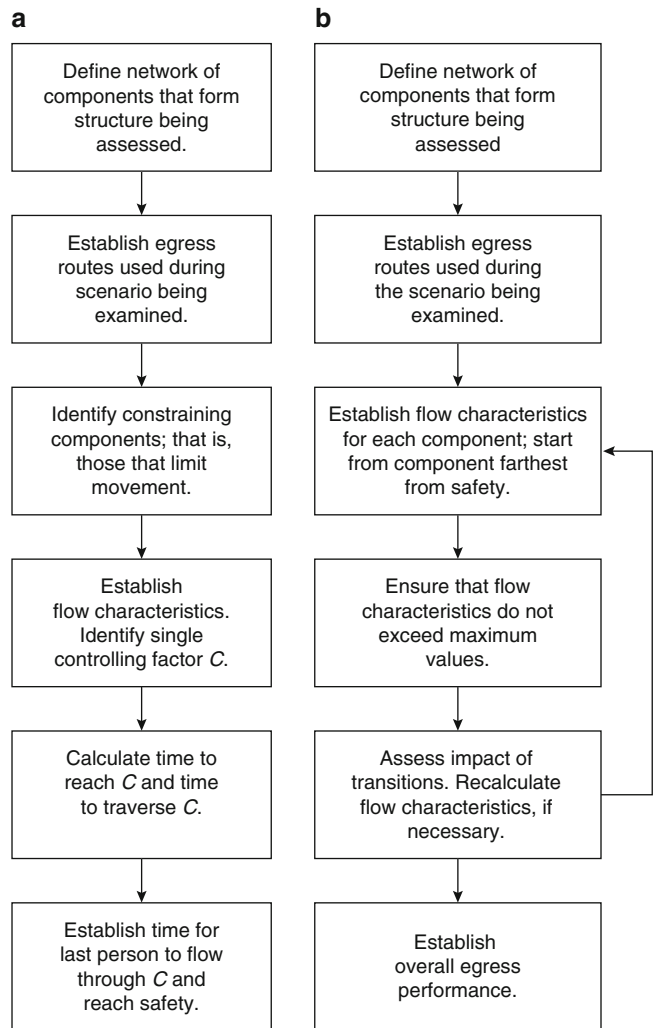 a
Define network of
components that form
structure being
assessed.
Establish egress
routes used during
scenario being
examined.
Identify constraining
components; that is,
those that limit
movement.
Establish
flow characteristics.
Identify single
controlling factor C.
Calculate time to
reach C and time
to traverse C.
Establish time for
last person to flow
through C and
reach safety.
b
Define network of
components that form
structure being
assessed
Establish egress
routes used during
the scenario being
examined.
Establish flow characteristics
for each component; start
from component farthest
from safety.
Ensure that flow
characteristics do not
exceed maximum
values.
Assess impact of
transitions. Recalculate
flow characteristics, if
necessary.
Establish
overall egress
performance.